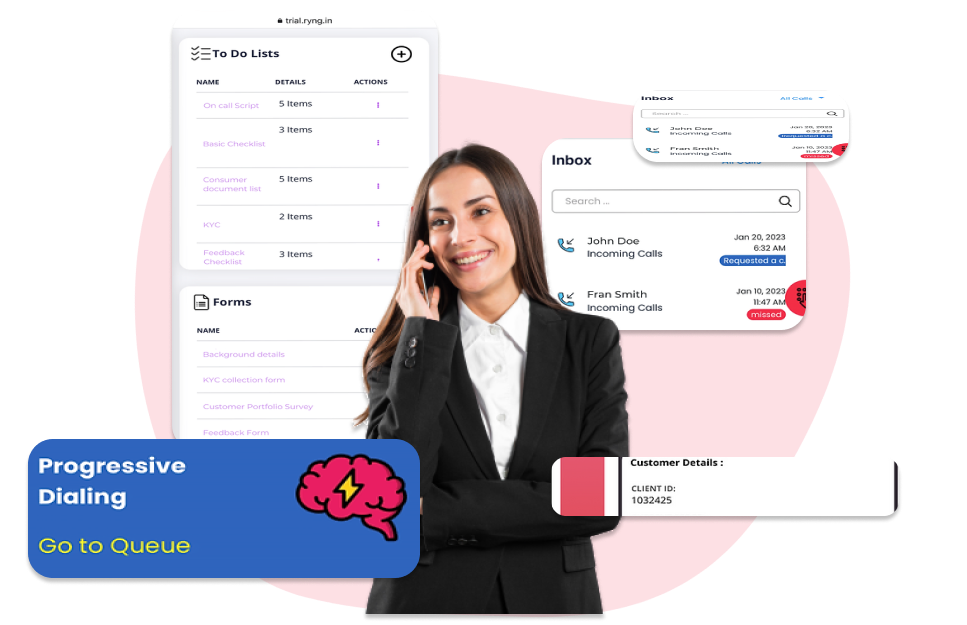 trial.ryng.in
To Do Lists
NAME DETAILS ACTIONS
On call Script 5 Items
3 Items
Basic Checklist
Consumer 5 Items
document list
2 Items
KYC
Feedback 3 Items
Checklist
Forms
NAME ACTIO
Background details
KYC collection form
Customer Portfolio Survey
Feedback Form
Progressive
Dialing
Go to Queue
Inbox All Calls
Search ...
John Doe Jan 20, 2023
Incoming Calls 6:32 AM
Requested a c.
Fran Smith Jan 10, 2023
Incoming Calls 11:47 AM
missed
Inbox All Calls
Search ...
John Doe Jan 20, 2023
Incoming Calls 6:32 AM
Requested a c.
Fran Smith Jan 10, 2023
Incoming Calls 11:47 AM
missed
Customer Details :
CLIENT ID:
1032425